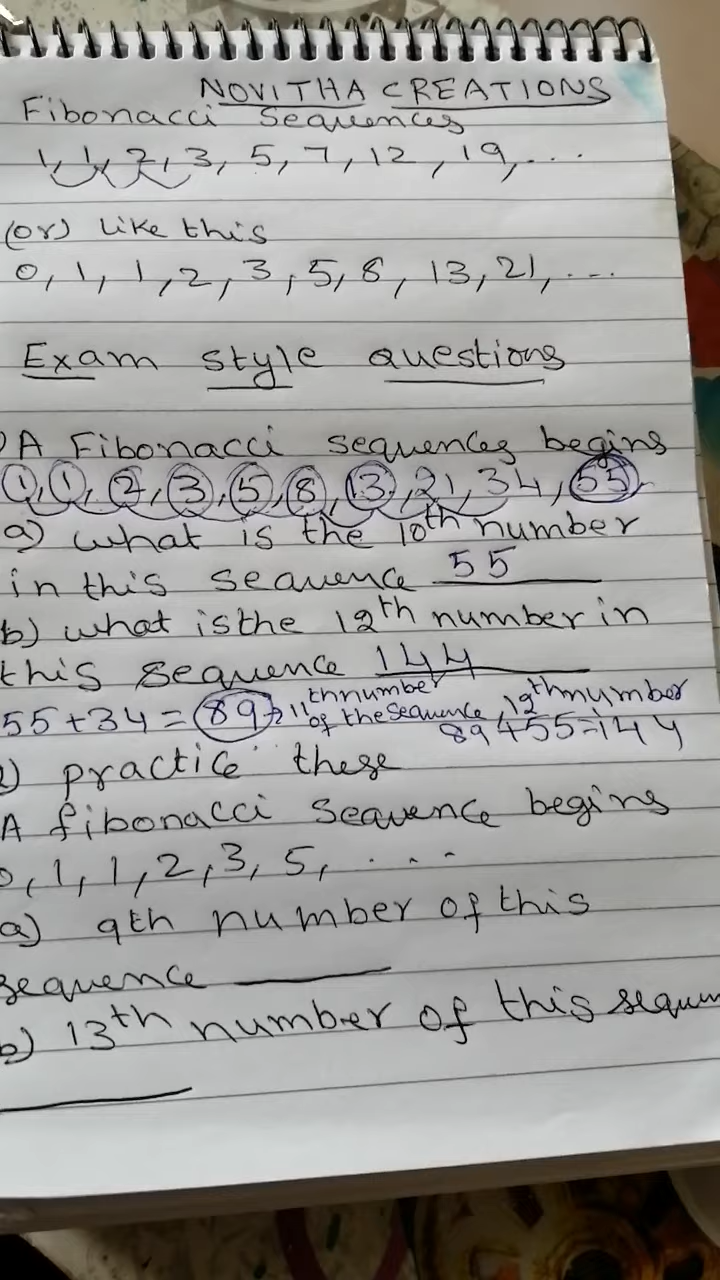 NOVITHA CREATIONS
Fibonacci Sequences
1, 1, 2, 3, 5, 7, 12, 19, ...
(or) like this
0, 1, 1, 2, 3, 5, 8, 13, 21, ...
Exam style questions
) A Fibonacci sequences begins
1, 1, 2, 3, 5, 8, 13, 21, 34, 55
a) what is the 10th number
in this sequence 55
b) what is the 12th number in
this sequence 144
55+34 = 89 → 11th number of the sequence, 12th number
89+55=144
) practice these
A fibonacci sequence begins
0, 1, 1, 2, 3, 5, ....
a) 9th number of this
sequence
b) 13th number of this sequen